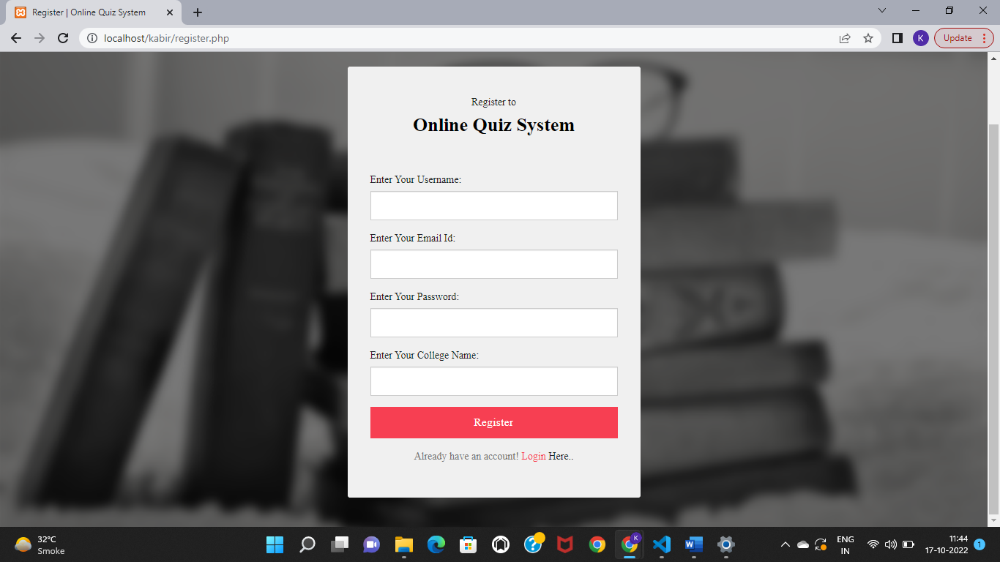 Register | Online Quiz System
localhost/kabir/register.php
K
Update
Register to
Online Quiz System
Enter Your Username:
Enter Your Email Id:
Enter Your Password:
Enter Your College Name:
Register
Already have an account! Login Here..
32°C
Smoke
K
ENG
IN
11:44
17-10-2022
1